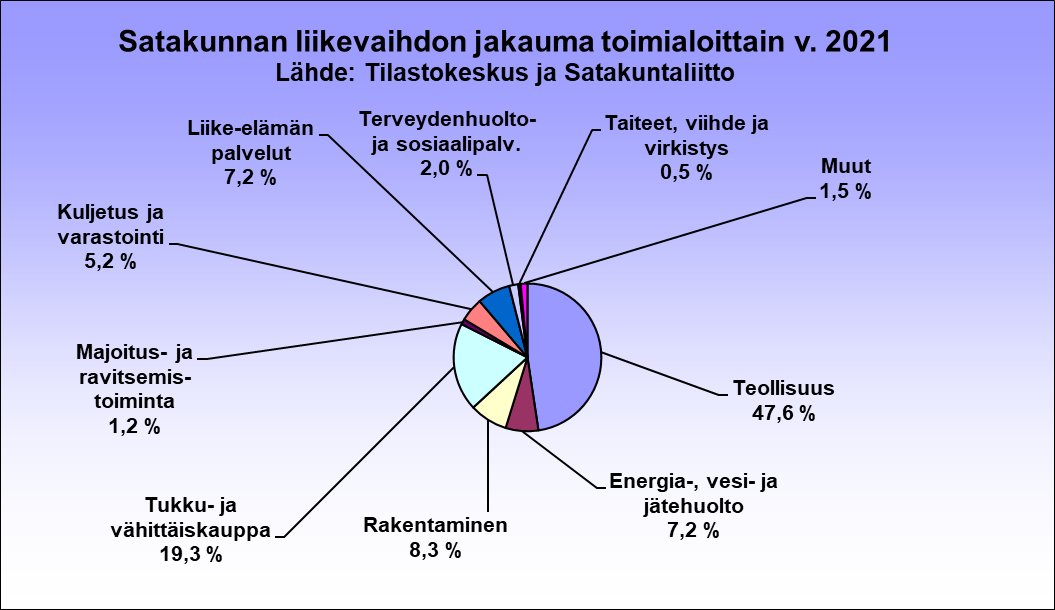 Satakunnan liikevaihdon jakauma toimialoittain v. 2021
Lähde: Tilastokeskus ja Satakuntaliitto
Terveydenhuolto-
ja sosiaalipalv.
2,0 %
Taiteet, viihde ja
virkistys
0,5 %
Liike-elämän
palvelut
7,2 %
Muut
1,5 %
Kuljetus ja
varastointi
5,2 %
Majoitus- ja
ravitsemis-
toiminta
1,2 %
Teollisuus
47,6 %
Energia-, vesi- ja
jätehuolto
7,2 %
Tukku- ja
vähittäiskauppa
19,3 %
Rakentaminen
8,3 %